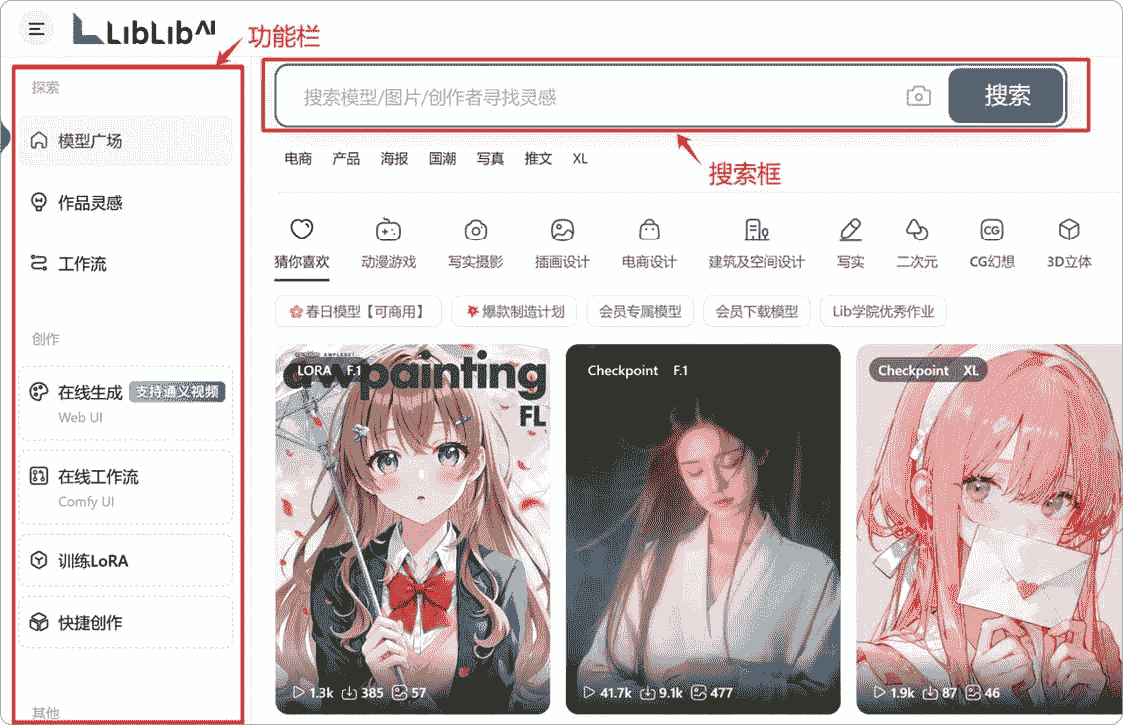 LibLibAI
功能栏
探索
模型广场
作品灵感
工作流
创作
在线生成 支持通义视频
Web UI
在线工作流
Comfy UI
训练LoRA
快捷创作
其他
搜索模型/图片/创作者寻找灵感
搜索
搜索框
电商 产品 海报 国潮 写真 推文 XL
猜你喜欢 动漫游戏 写实摄影 插画设计 电商设计 建筑及空间设计 写实 二次元 CG幻想 3D立体
春日模型【可商用】 爆款制造计划 会员专属模型 会员下载模型 Lib学院优秀作业
LORA F.1
awpainting
FL
1.3k 385 57
Checkpoint F.1
41.7k 9.1k 477
Checkpoint XL
1.9k 87 46